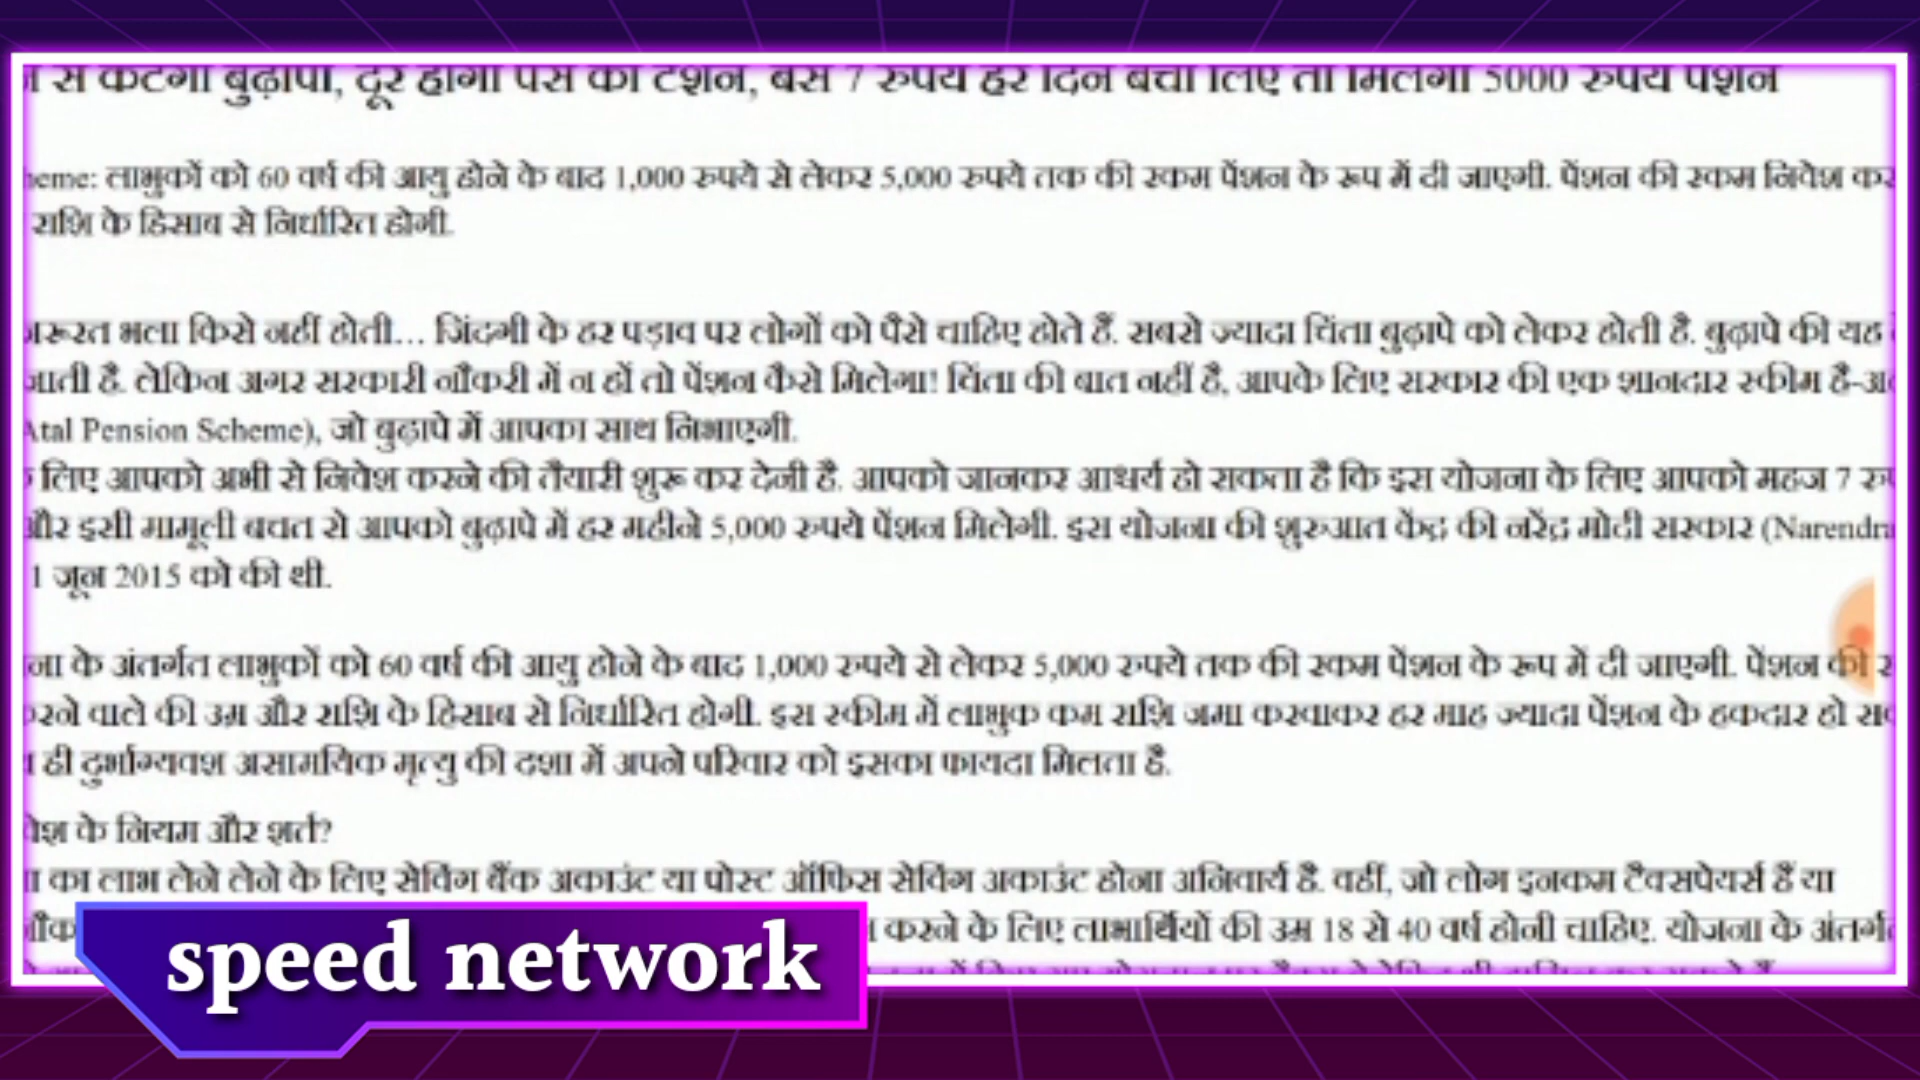 से कटेगा बुढ़ापा, दूर होगी पैसे की टेंशन, बस 7 रुपये हर दिन बचा लिए तो मिलेगी 5000 रुपये पेंशन
लाभुकों को 60 वर्ष की आयु होने के बाद 1,000 रुपये से लेकर 5,000 रुपये तक की रकम पेंशन के रूप में दी जाएगी. पेंशन की रकम निवेश
राशि के हिसाब से निर्धारित होगी.
जरूरत भला किसे नहीं होती... जिंदगी के हर पड़ाव पर लोगों को पैसे चाहिए होते हैं. सबसे ज्यादा चिंता बुढ़ापे को लेकर होती है. बुढ़ापे की यह
जाती है. लेकिन अगर सरकारी नौकरी में न हों तो पेंशन कैसे मिलेगा! चिंता की बात नहीं है, आपके लिए सरकार की एक शानदार स्कीम है-
Atal Pension Scheme), जो बुढ़ापे में आपका साथ निभाएगी.
लिए आपको अभी से निवेश करने की तैयारी शुरू कर देनी है. आपको जानकर आश्चर्य हो सकता है कि इस योजना के लिए आपको महज 7
और इसी मामूली बचत से आपको बुढ़ापे में हर महीने 5,000 रुपये पेंशन मिलेगी. इस योजना की शुरुआत केंद्र की नरेंद्र मोदी सरकार (Narendra
1 जून 2015 को की थी.
के अंतर्गत लाभुकों को 60 वर्ष की आयु होने के बाद 1,000 रुपये से लेकर 5,000 रुपये तक की रकम पेंशन के रूप में दी जाएगी. पेंशन की
करने वाले की उम्र और राशि के हिसाब से निर्धारित होगी. इस स्कीम में लाभुक कम राशि जमा करवाकर हर माह ज्यादा पेंशन के हकदार हो
ही दुर्भाग्यवश असामयिक मृत्यु की दशा में अपने परिवार को इसका फायदा मिलता है.
के नियम और शर्त?
का लाभ लेने लेने के लिए सेविंग बैंक अकाउंट या पोस्ट ऑफिस सेविंग अकाउंट होना अनिवार्य है. वहीं, जो लोग इनकम टैक्सपेयर्स हैं या
करने के लिए लाभार्थियों की उम्र 18 से 40 वर्ष होनी चाहिए. योजना के अंतर्गत
speed network